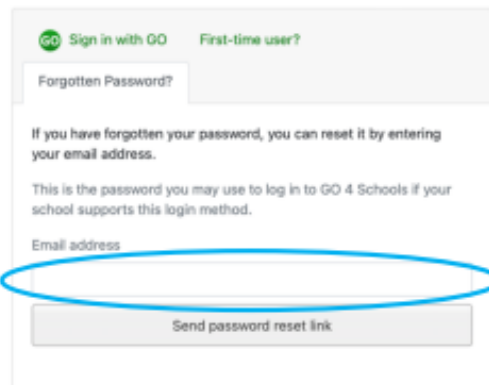 GO Sign in with GO First-time user?
Forgotten Password?
If you have forgotten your password, you can reset it by entering
your email address.
This is the password you may use to log in to GO 4 Schools if your
school supports this login method.
Email address
Send password reset link